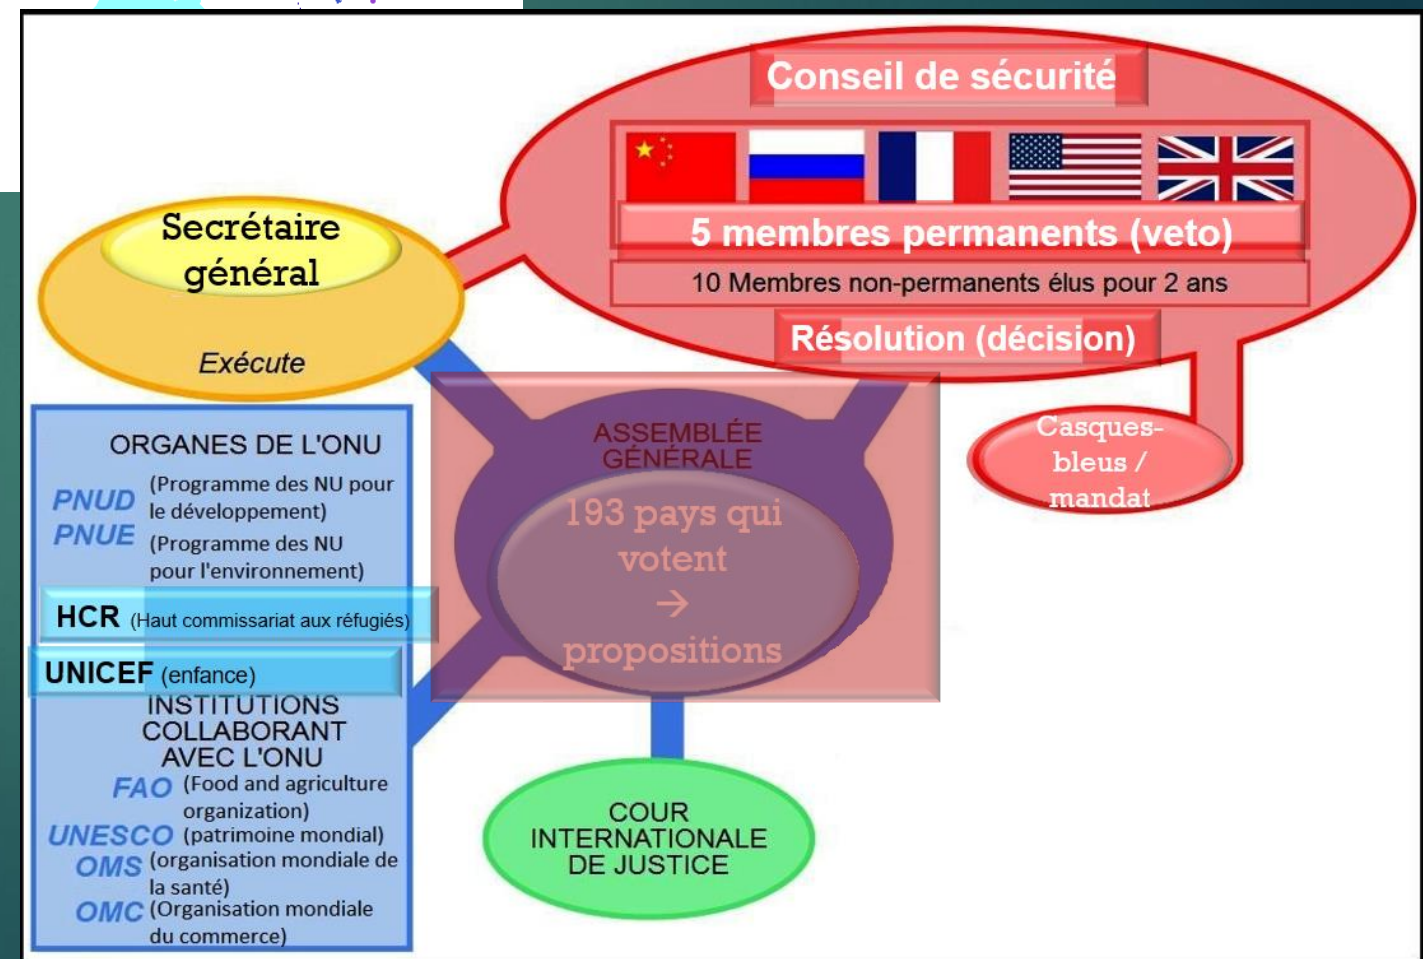 Conseil de sécurité
5 membres permanents (veto)
10 Membres non-permanents élus pour 2 ans
Résolution (décision)
Casques-
bleus /
mandat
Secrétaire
général
Exécute
ASSEMBLÉE
GÉNÉRALE
193 pays qui
votent
→
propositions
ORGANES DE L'ONU
PNUD (Programme des NU pour
le développement)
PNUE (Programme des NU
pour l'environnement)
HCR (Haut commissariat aux réfugiés)
UNICEF (enfance)
INSTITUTIONS
COLLABORANT
AVEC L'ONU
FAO (Food and agriculture
organization)
UNESCO (patrimoine mondial)
OMS (organisation mondiale de
la santé)
OMC (Organisation mondiale
du commerce)
COUR
INTERNATIONALE
DE JUSTICE